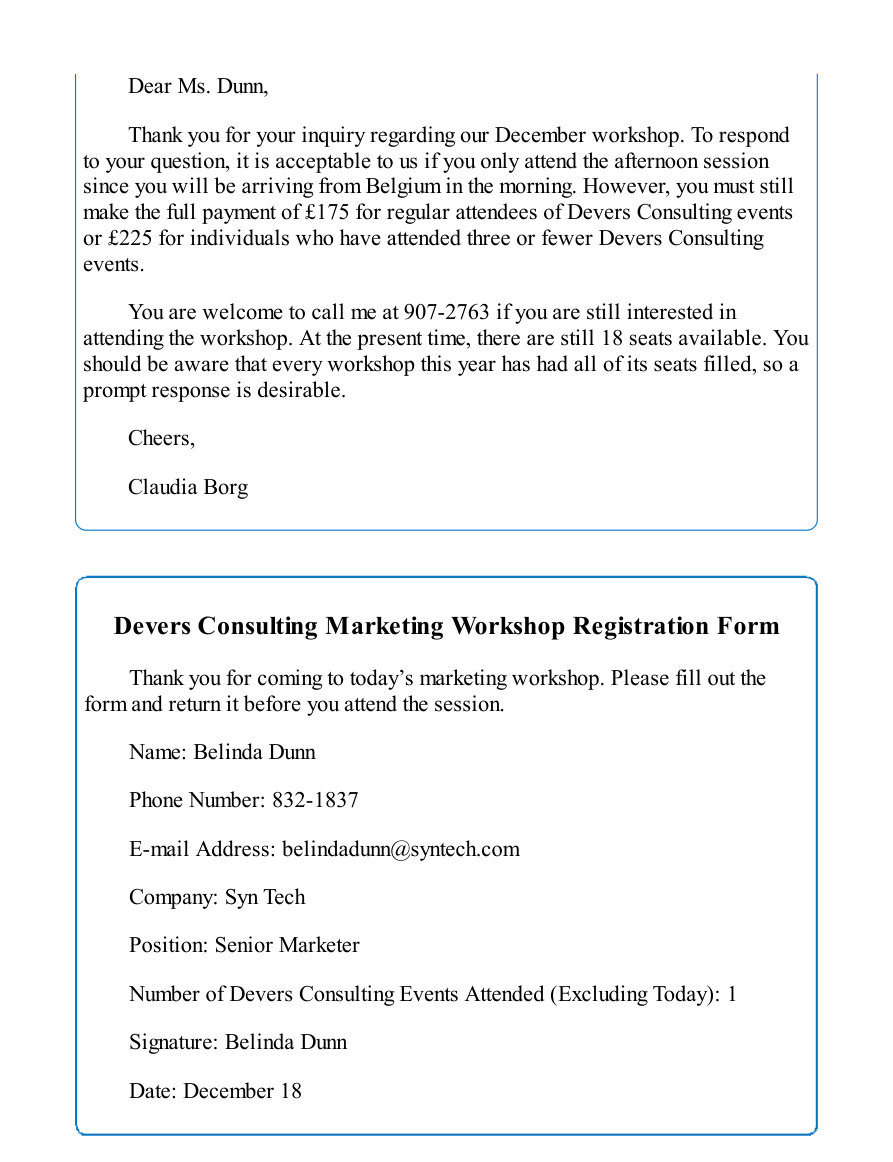 Dear Ms. Dunn,
Thank you for your inquiry regarding our December workshop. To respond
to your question, it is acceptable to us if you only attend the afternoon session
since you will be arriving from Belgium in the morning. However, you must still
make the full payment of £175 for regular attendees of Devers Consulting events
or £225 for individuals who have attended three or fewer Devers Consulting
events.
You are welcome to call me at 907-2763 if you are still interested in
attending the workshop. At the present time, there are still 18 seats available. You
should be aware that every workshop this year has had all of its seats filled, so a
prompt response is desirable.
Cheers,
Claudia Borg
Devers Consulting Marketing Workshop Registration Form
Thank you for coming to today’s marketing workshop. Please fill out the
form and return it before you attend the session.
Name: Belinda Dunn
Phone Number: 832-1837
E-mail Address: belindadunn@syntech.com
Company: Syn Tech
Position: Senior Marketer
Number of Devers Consulting Events Attended (Excluding Today): 1
Signature: Belinda Dunn
Date: December 18